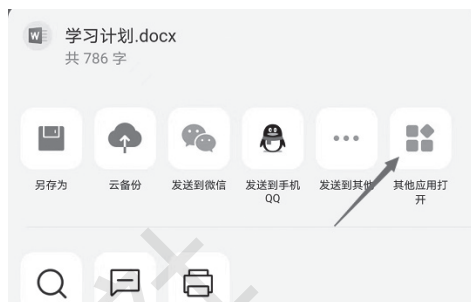 学习计划.docx
共 786 字
另存为
云备份
发送到微信
发送到手机
QQ
发送到其他
其他应用打
开